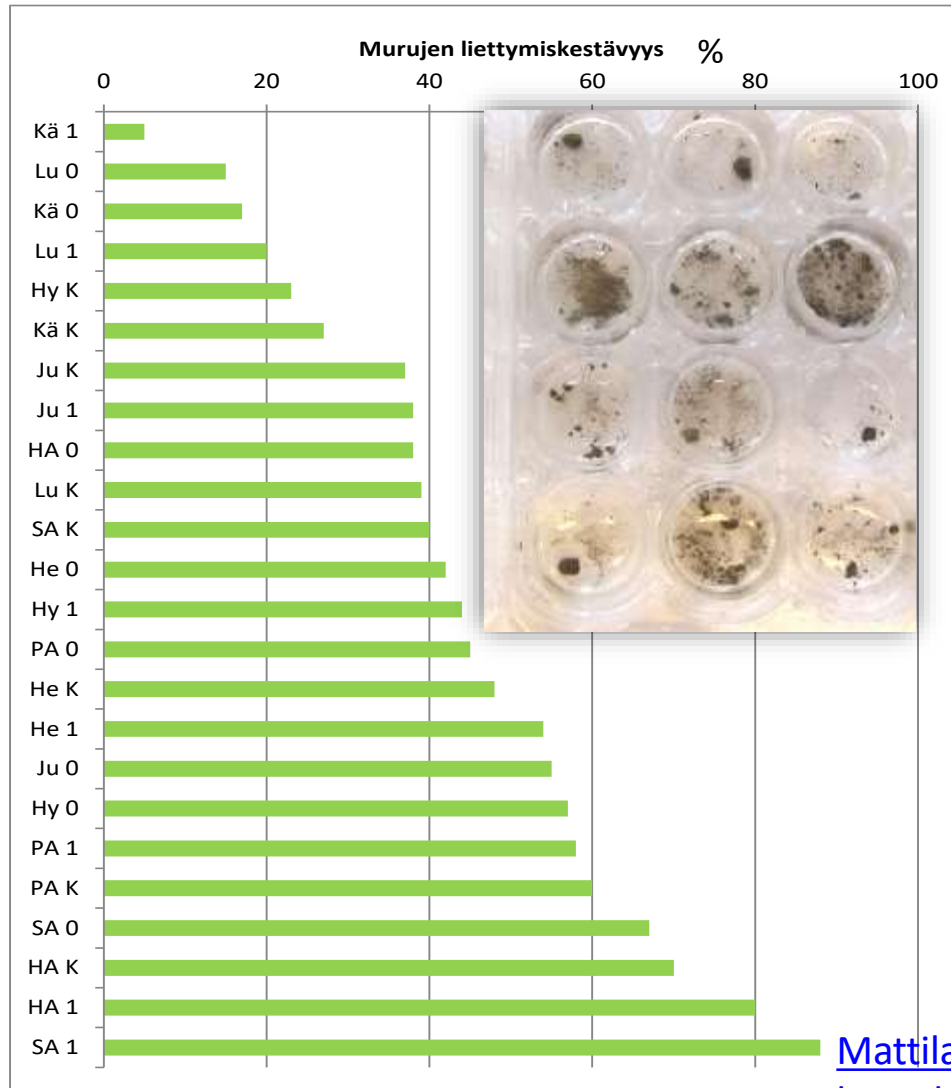 Murujen liettymiskestävyys %
0 20 40 60 80 100
Kä 1
Lu 0
Kä 0
Lu 1
Hy K
Kä K
Ju K
Ju 1
HA 0
Lu K
SA K
He 0
Hy 1
PA 0
He K
He 1
Ju 0
Hy 0
PA 1
PA K
SA 0
HA K
HA 1
SA 1
Mattila